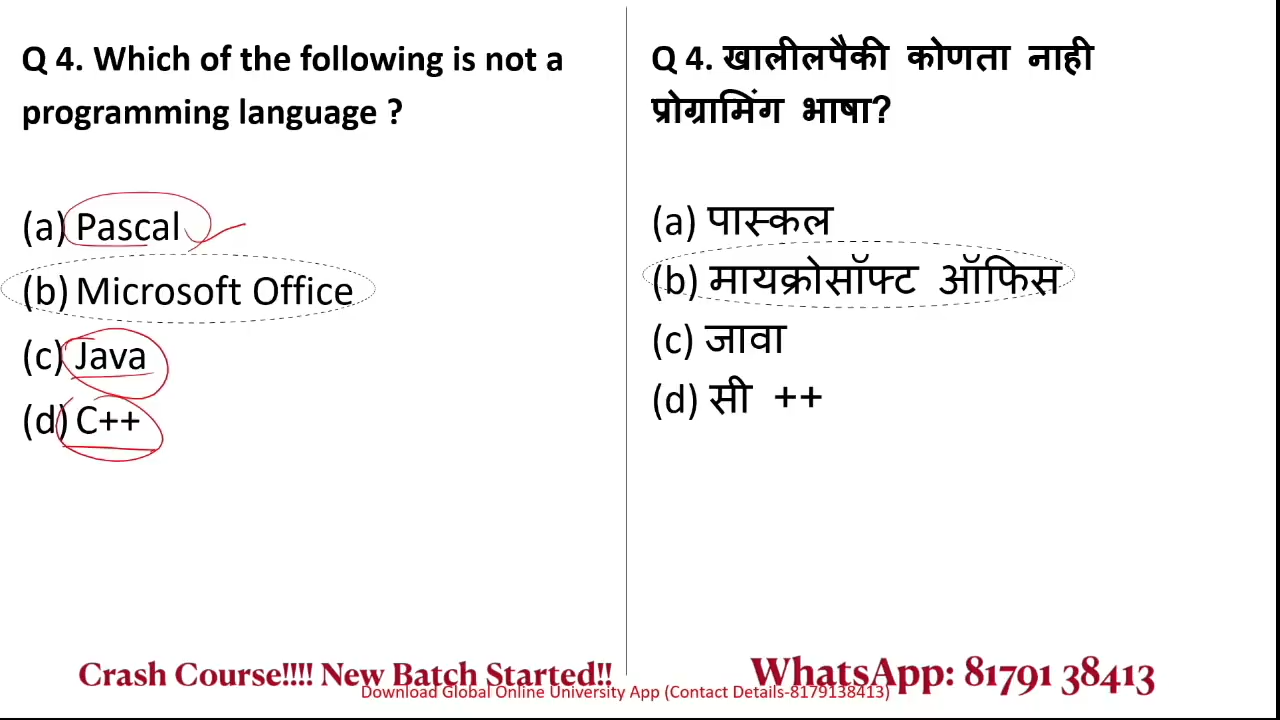 Q 4. Which of the following is not a
programming language ?
(a) Pascal
(b) Microsoft Office
(c) Java
(d) C++
Q 4. खालीलपैकी कोणता नाही
प्रोग्रामिंग भाषा?
(a) पास्कल
(b) मायक्रोसॉफ्ट ऑफिस
(c) जावा
(d) सी ++
Crash Course!!!! New Batch Started!!
WhatsApp: 81791 38413
Download Global Online University App (Contact Details-8179138413)